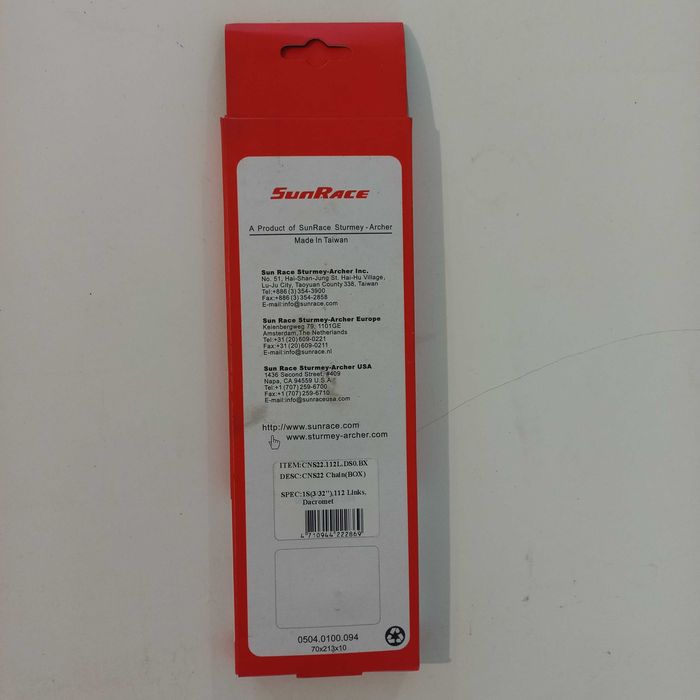 SunRace
A Product of SunRace Sturmey-Archer
Made In Taiwan
Sun Race Sturmey-Archer Inc.
No. 51, Hai-Shan-Jung St, Hai-Hu Village,
Lu-Ju City, Taoyuan County 338, Taiwan
Tel:+886 (3) 354-3900
Fax:+886 (3) 354-2858
E-mail:info@sunrace.com
Sun Race Sturmey-Archer Europe
Keienbergweg 79, 1101GE
Amsterdam,The Netherlands
Tel:+31 (20) 609-0221
Fax:+31 (20) 609-0211
E-mail:info@sunrace.nl
Sun Race Sturmey-Archer USA
1436 Second Street, #409
Napa, CA 94559 U.S.A.
Tel:+1 (707) 259-6700
Fax:+1 (707) 259-6710
E-mail:info@sunraceusa.com
http://www.sunrace.com
www.sturmey-archer.com
ITEM:CNS22.112L.DS0.BX
DESC:CNS22 Chain(BOX)
SPEC:1S(3/32"),112 Links,
Dacromet
4 710944 222869
0504.0100.094
70x213x10